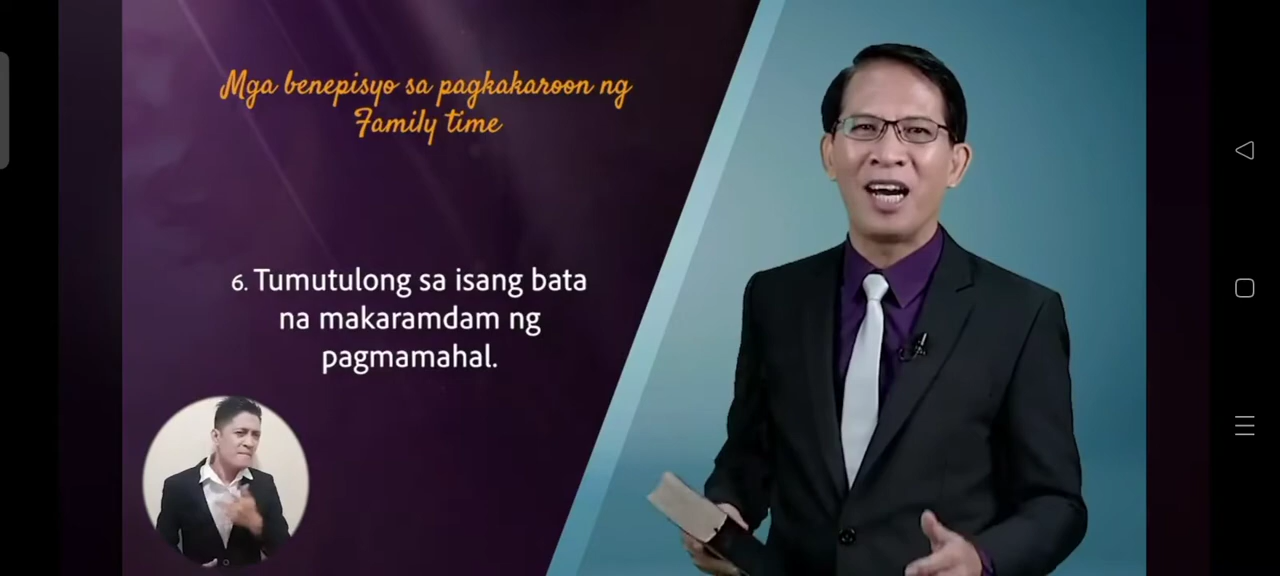 Mga benepisyo sa pagkakaroon ng
Family time
6. Tumutulong sa isang bata
na makaramdam ng
pagmamahal.